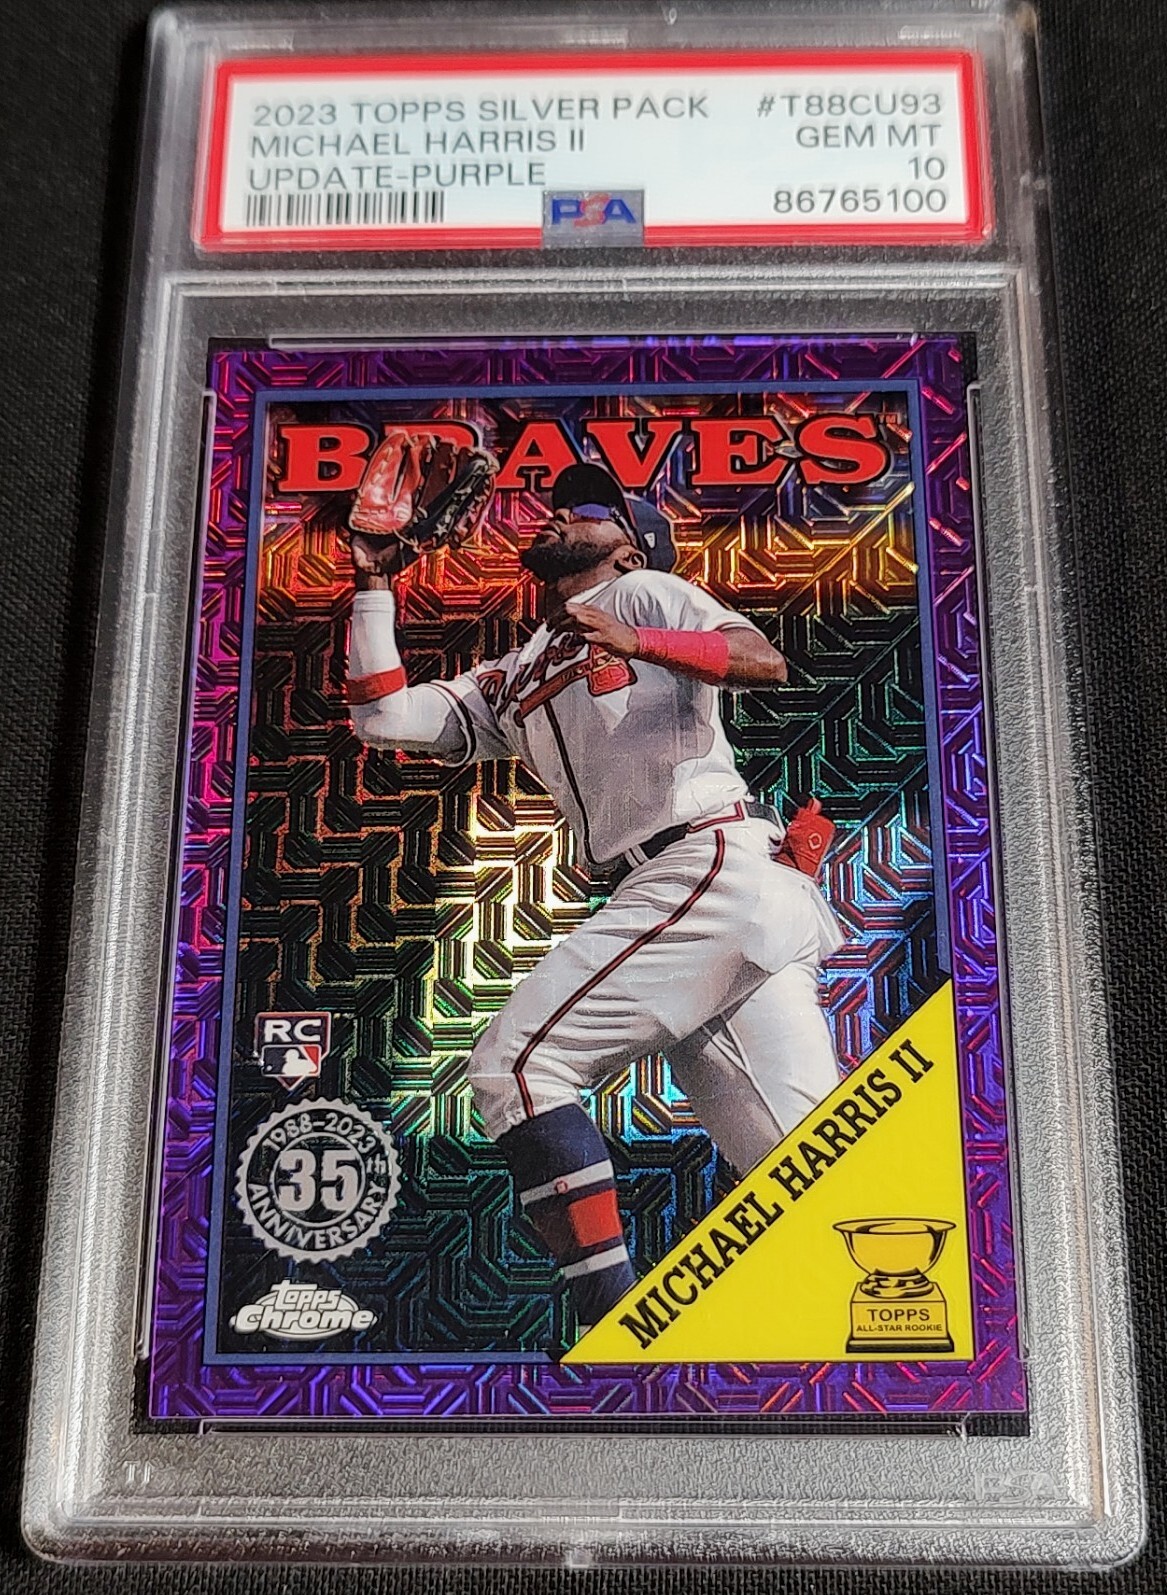 2023 TOPPS SILVER PACK #T88CU93
MICHAEL HARRIS II GEM MT
UPDATE-PURPLE 10
PSA 86765100
BRAVES™
RC
1988-2023
35th
ANNIVERSARY
topps
Chrome
MICHAEL HARRIS II
TOPPS
ALL-STAR ROOKIE